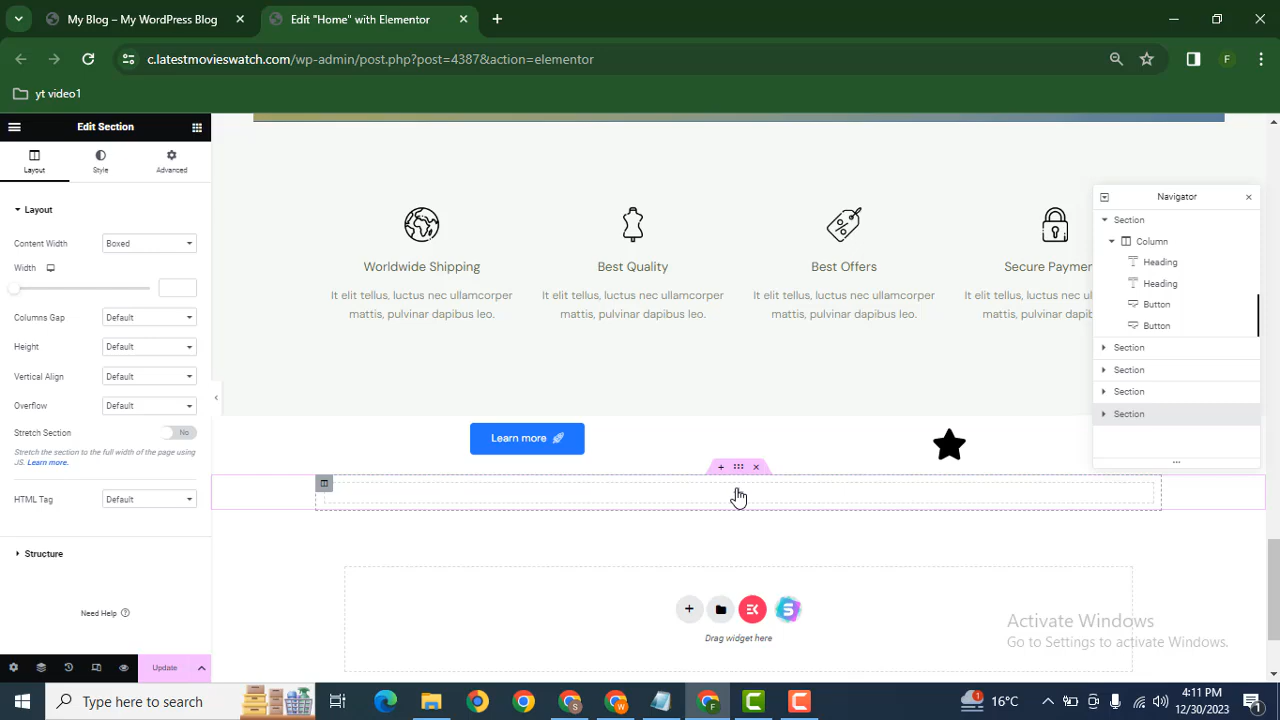 My Blog – My WordPress Blog
Edit "Home" with Elementor
c.latestmovieswatch.com/wp-admin/post.php?post=4387&action=elementor
F
yt video1
Edit Section
Layout
Style
Advanced
Layout
Content Width
Boxed
Width
Columns Gap
Default
Height
Default
Vertical Align
Default
Overflow
Default
Stretch Section
No
Stretch the section to the full width of the page using
JS. Learn more.
HTML Tag
Default
Structure
Need Help
Update
Worldwide Shipping
It elit tellus, luctus nec ullamcorper
mattis, pulvinar dapibus leo.
Best Quality
It elit tellus, luctus nec ullamcorper
mattis, pulvinar dapibus leo.
Best Offers
It elit tellus, luctus nec ullamcorper
mattis, pulvinar dapibus leo.
Secure Paymen
It elit tellus, luctus
mattis, pulvinar
Learn more
Drag widget here
Navigator
Section
Column
Heading
Heading
Button
Button
Section
Section
Section
Section
Activate Windows
Go to Settings to activate Windows.
Type here to search
16°C
4:11 PM
12/30/2023